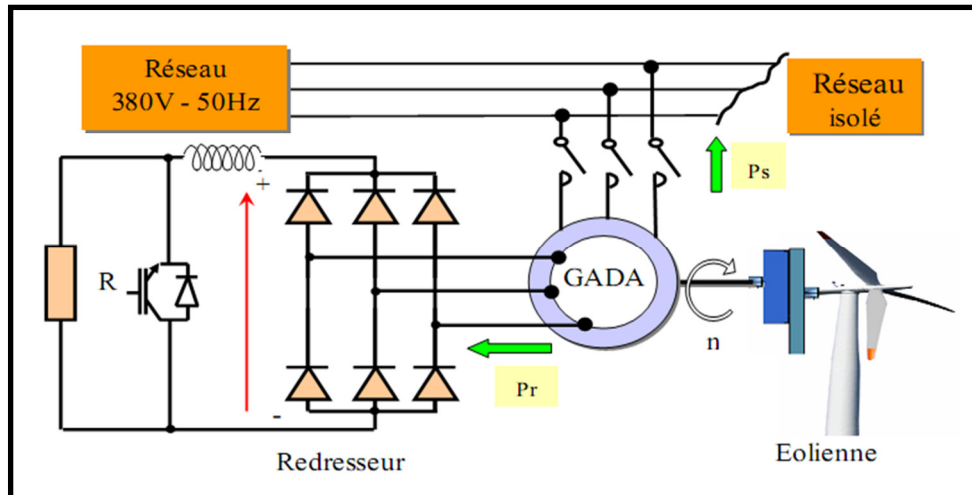 Réseau
380V - 50Hz
Réseau
isolé
Ps
+
R
GADA
n
Pr
-
Redresseur
Eolienne